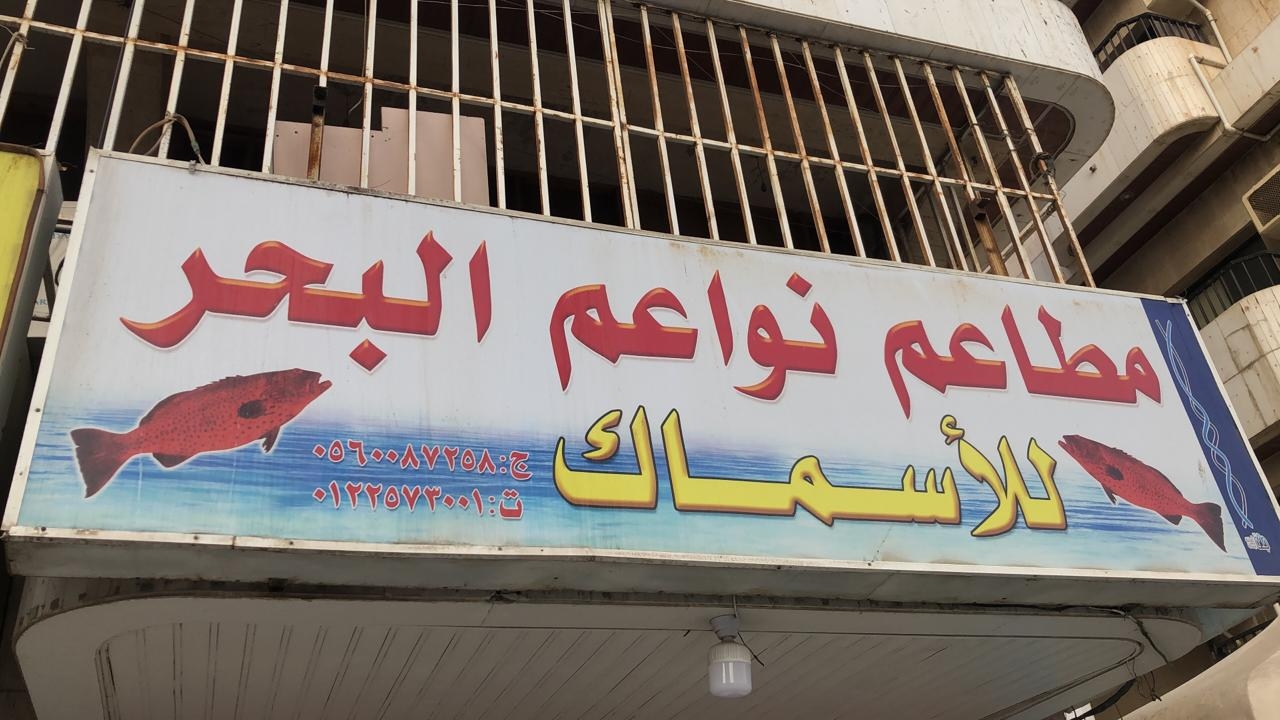 مطاعم نواعم البحر
للأسماك
ج: ٠٥٦٠٠٨٧٢٥٨
ت: ٠١٢٢٥٧٣٠٠١